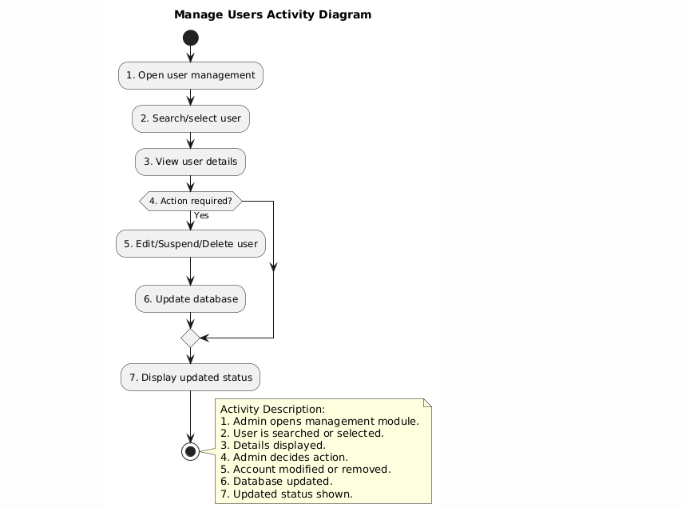 Manage Users Activity Diagram
1. Open user management
2. Search/select user
3. View user details
4. Action required?
Yes
5. Edit/Suspend/Delete user
6. Update database
7. Display updated status
Activity Description:
1. Admin opens management module.
2. User is searched or selected.
3. Details displayed.
4. Admin decides action.
5. Account modified or removed.
6. Database updated.
7. Updated status shown.